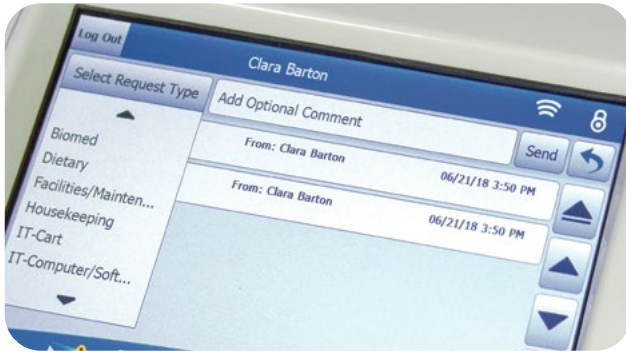 Log Out
Clara Barton
Select Request Type
Add Optional Comment
Send
Biomed
Dietary
Facilities/Mainten...
Housekeeping
IT-Cart
IT-Computer/Soft...
From: Clara Barton
06/21/18 3:50 PM
From: Clara Barton
06/21/18 3:50 PM